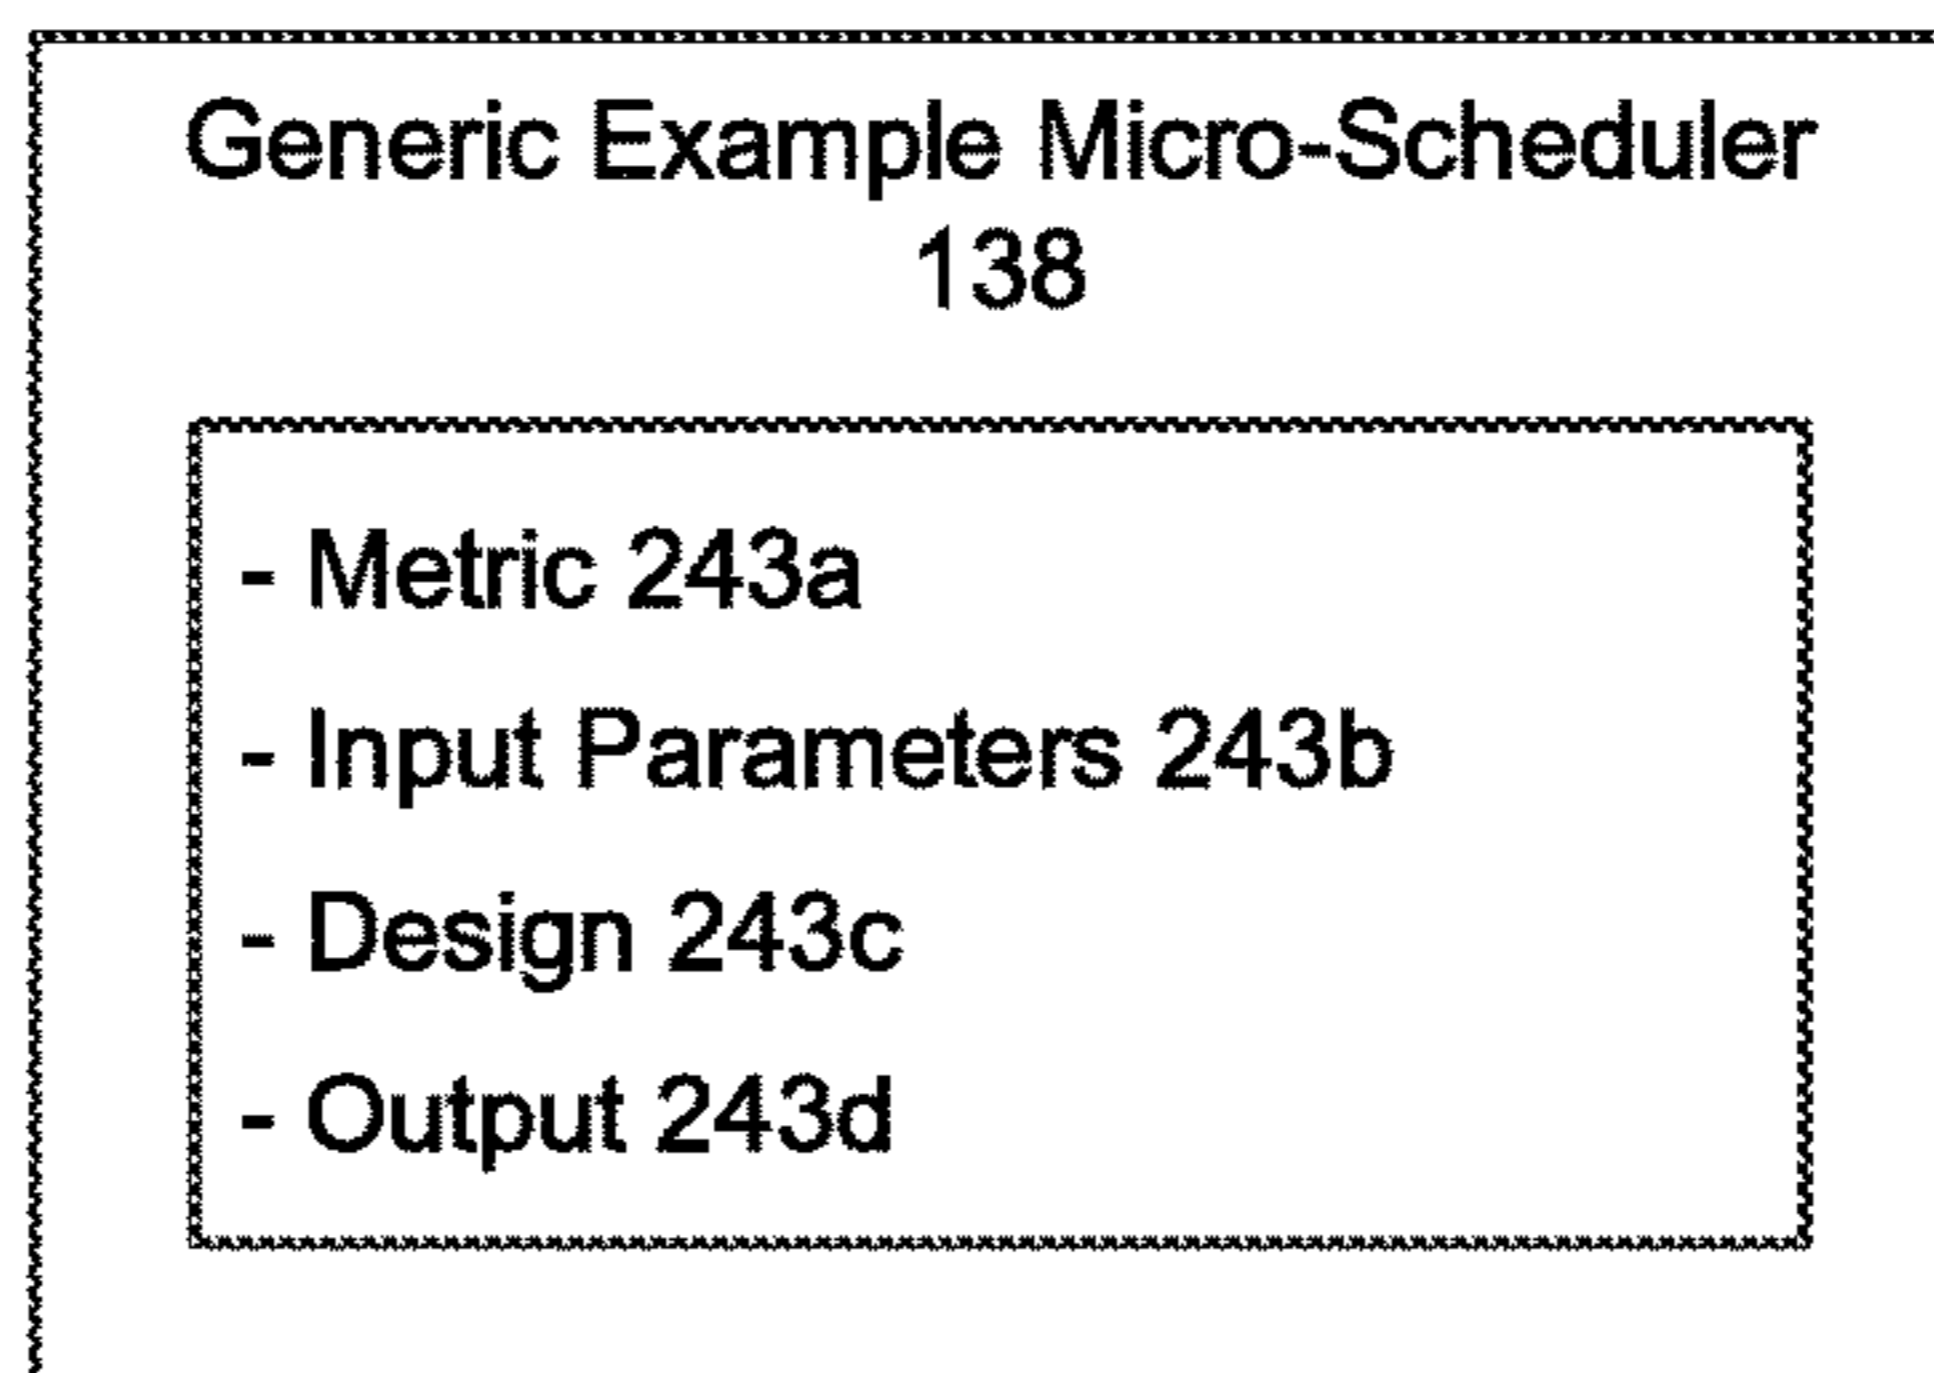 Generic Example Micro-Scheduler
138
- Metric 243a
- Input Parameters 243b
- Design 243c
- Output 243d